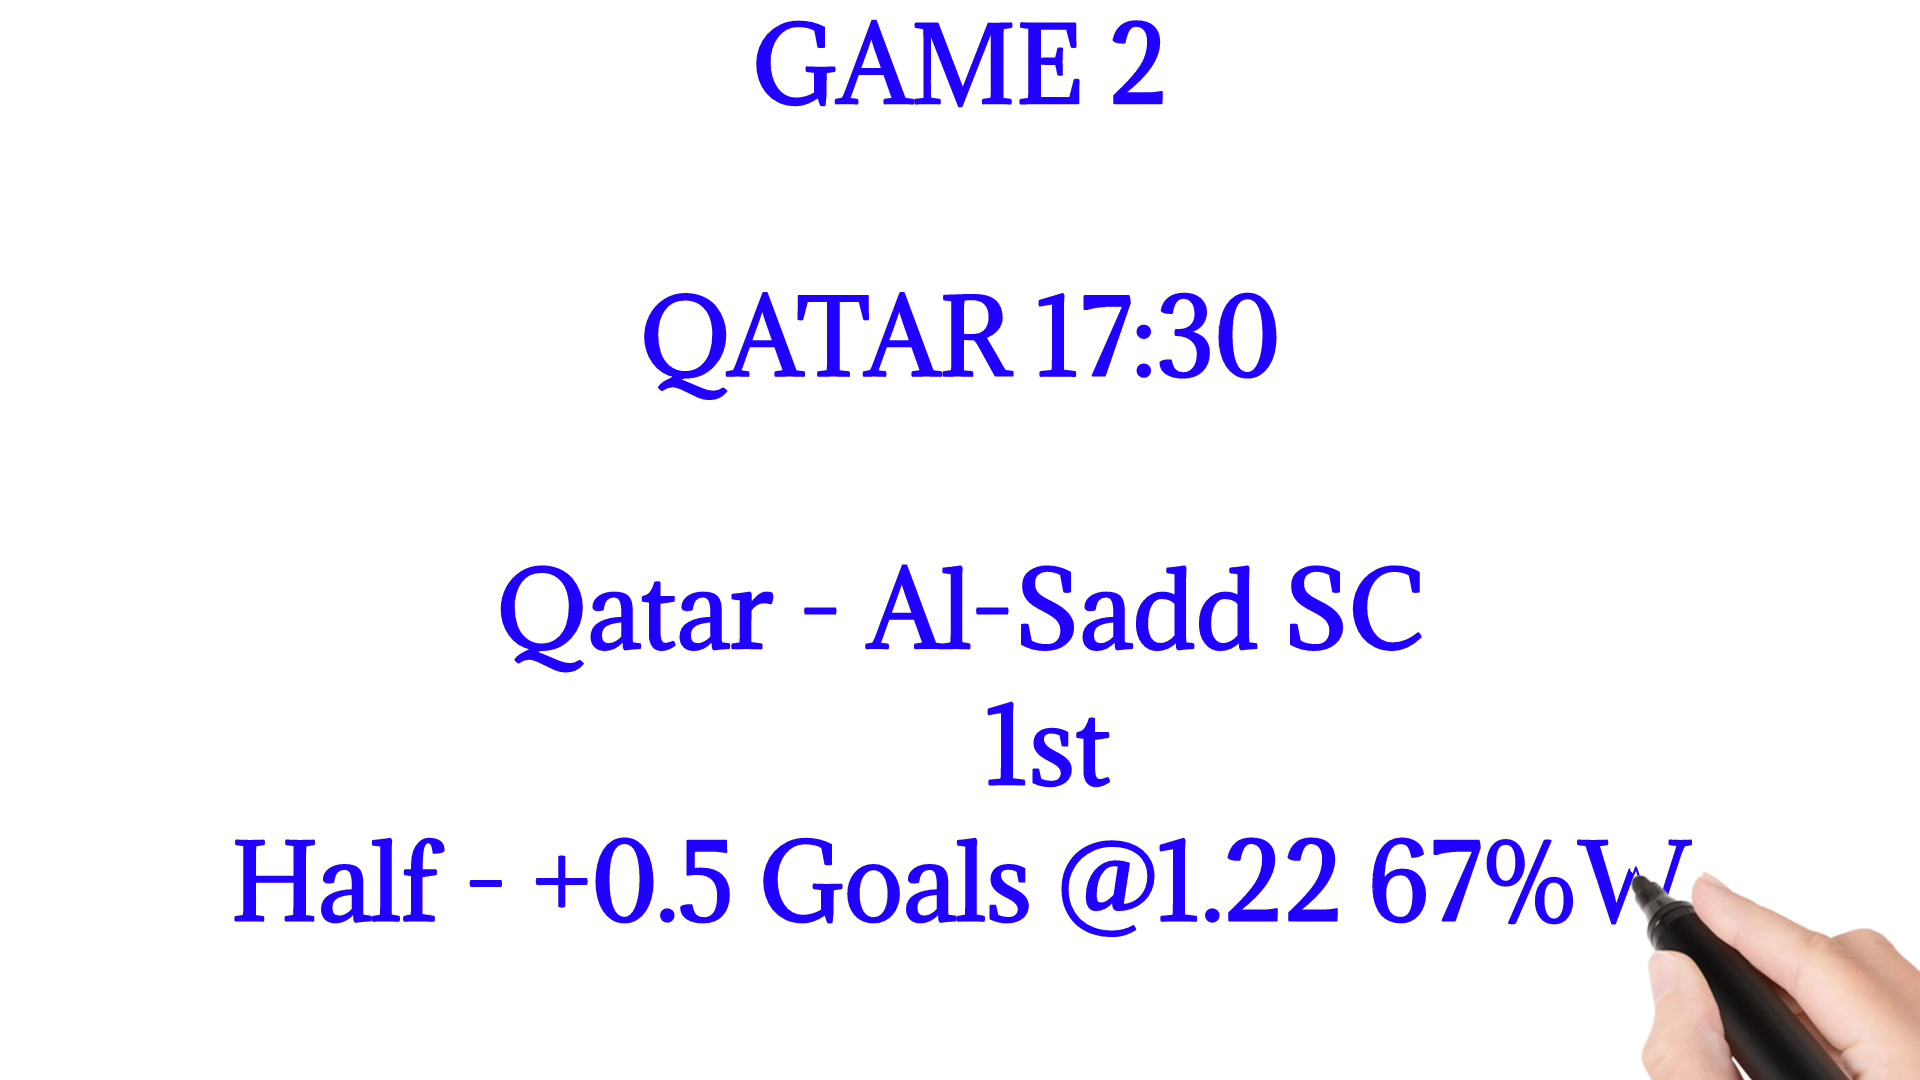 GAME 2
QATAR 17:30
Qatar - Al-Sadd SC
1st
Half - +0.5 Goals @1.22 67%W